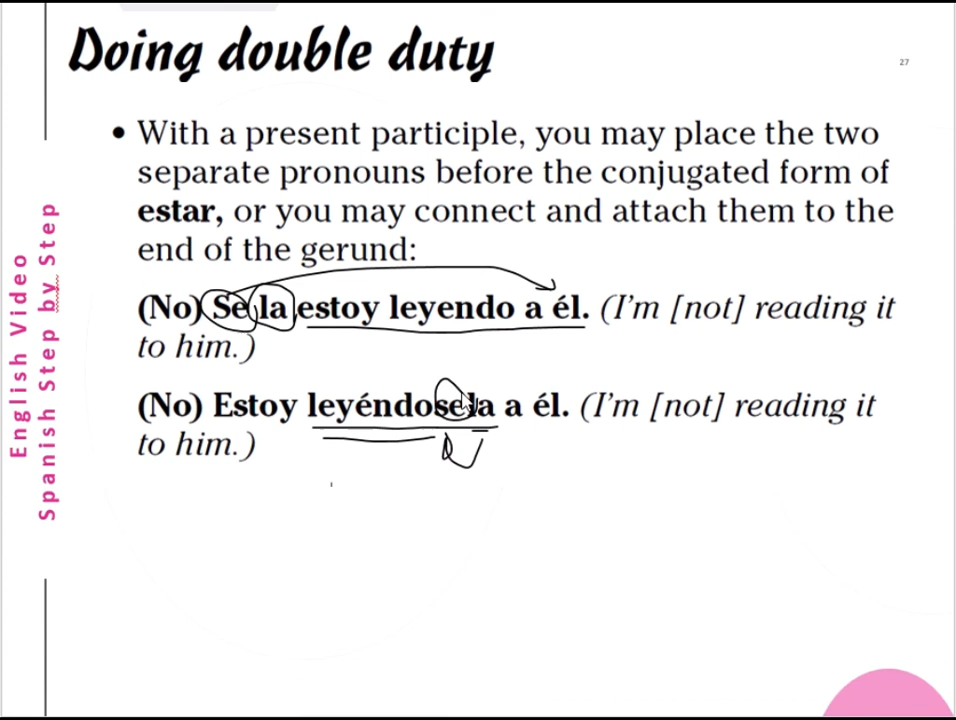 Doing double duty
27
• With a present participle, you may place the two
separate pronouns before the conjugated form of
estar, or you may connect and attach them to the
end of the gerund:
(No) Se la estoy leyendo a él. (I'm [not] reading it
to him.)
(No) Estoy leyéndosela a él. (I'm [not] reading it
to him.)
English Video
Spanish Step by Step